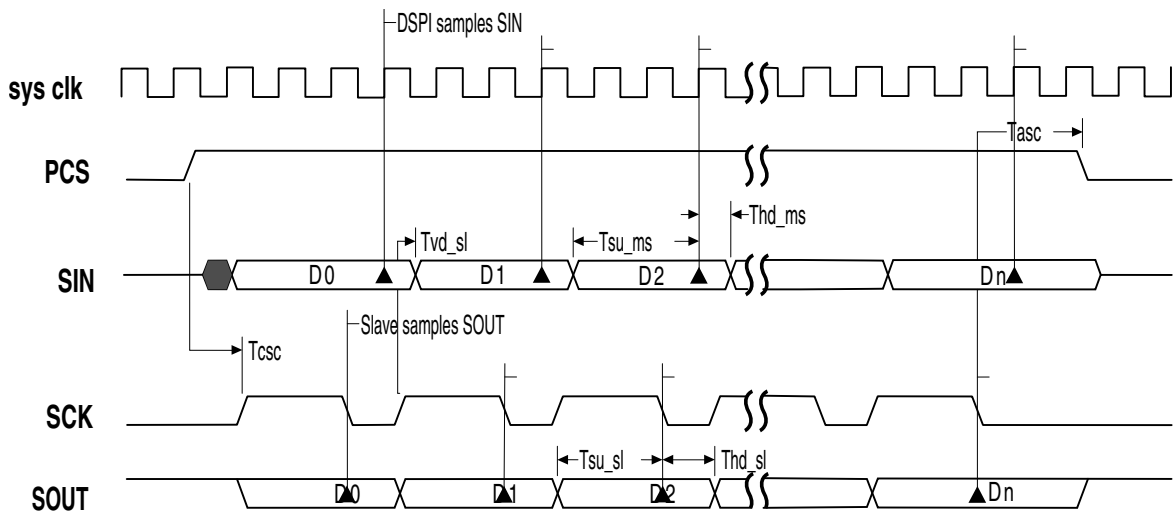 DSPI samples SIN
sys clk
Tasc
PCS
Thd_ms
Tvd_sl
Tsu_ms
SIN
D0
D1
D2
Dn
Slave samples SOUT
Tcsc
SCK
Tsu_sl
Thd_sl
SOUT
D0
D1
D2
Dn